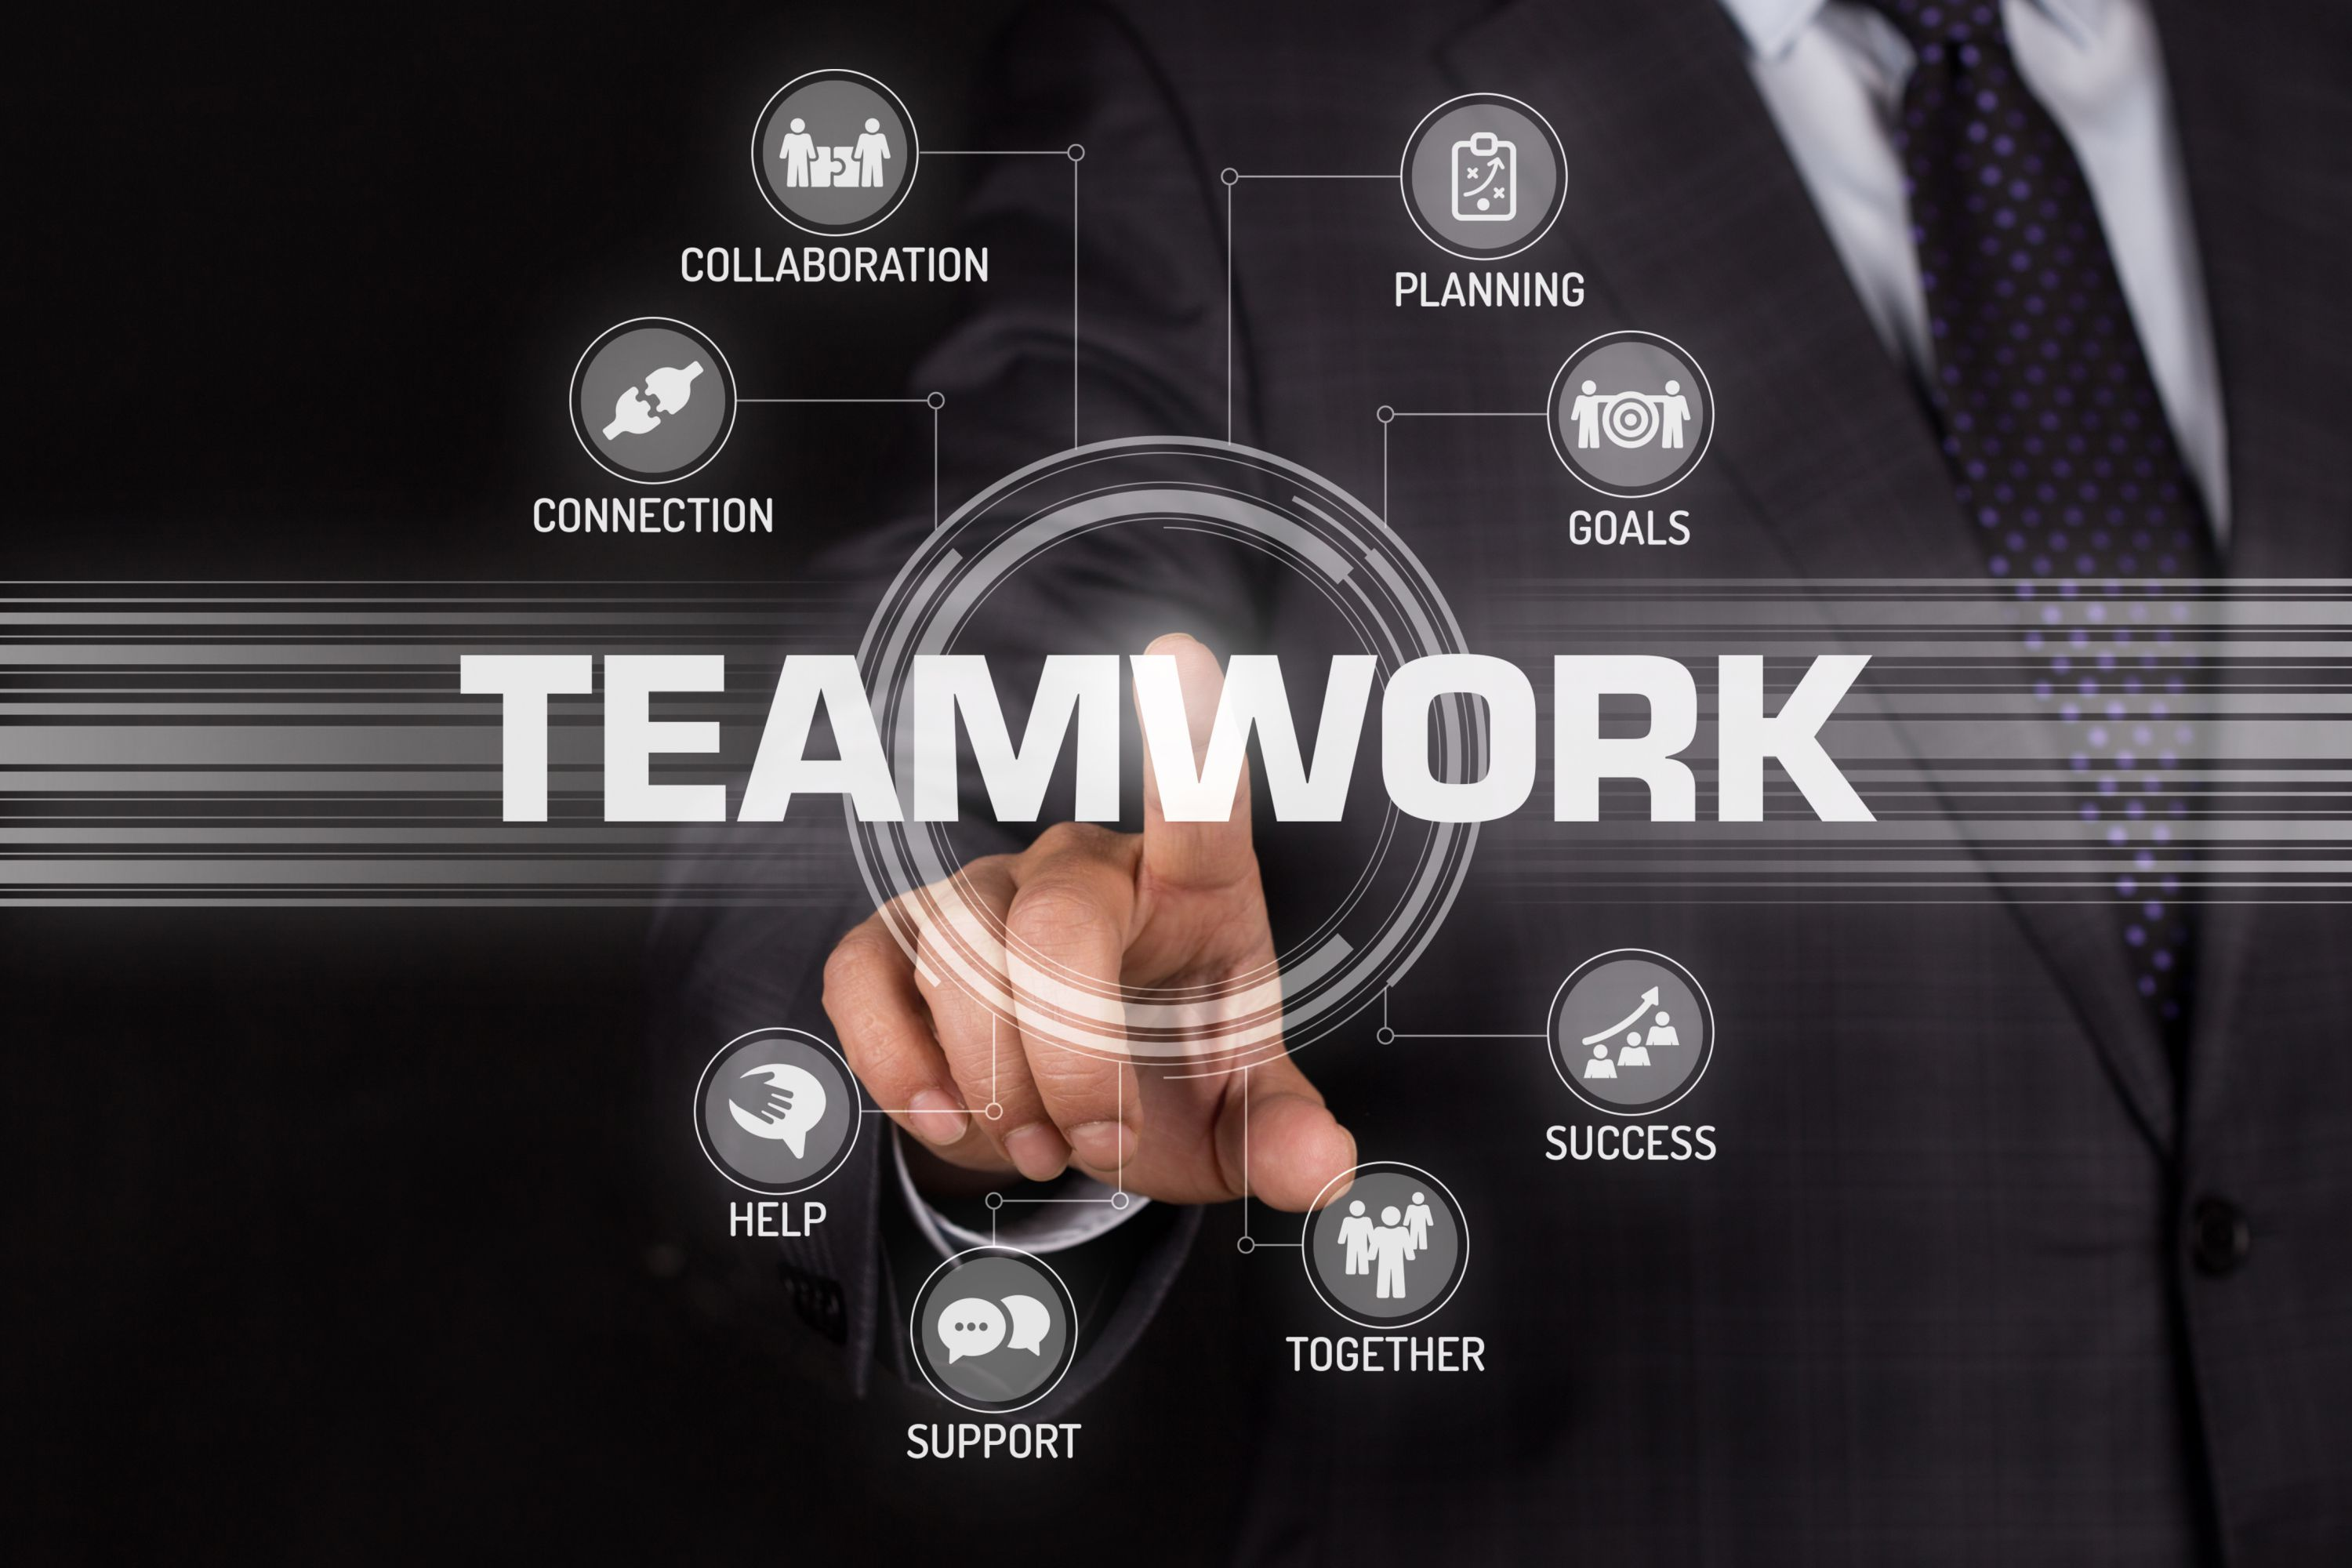 COLLABORATION
PLANNING
CONNECTION
GOALS
TEAMWORK
HELP
SUCCESS
SUPPORT
TOGETHER